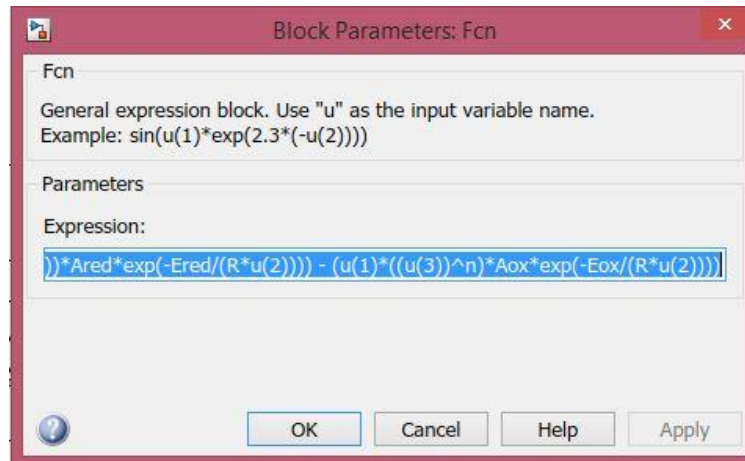 Block Parameters: Fcn
Fcn
General expression block. Use "u" as the input variable name.
Example: sin(u(1)*exp(2.3*(-u(2))))
Parameters
Expression:
))*Ared*exp(-Ered/(R*u(2)))) - (u(1)*((u(3))^n)*Aox*exp(-Eox/(R*u(2))))
OK Cancel Help Apply